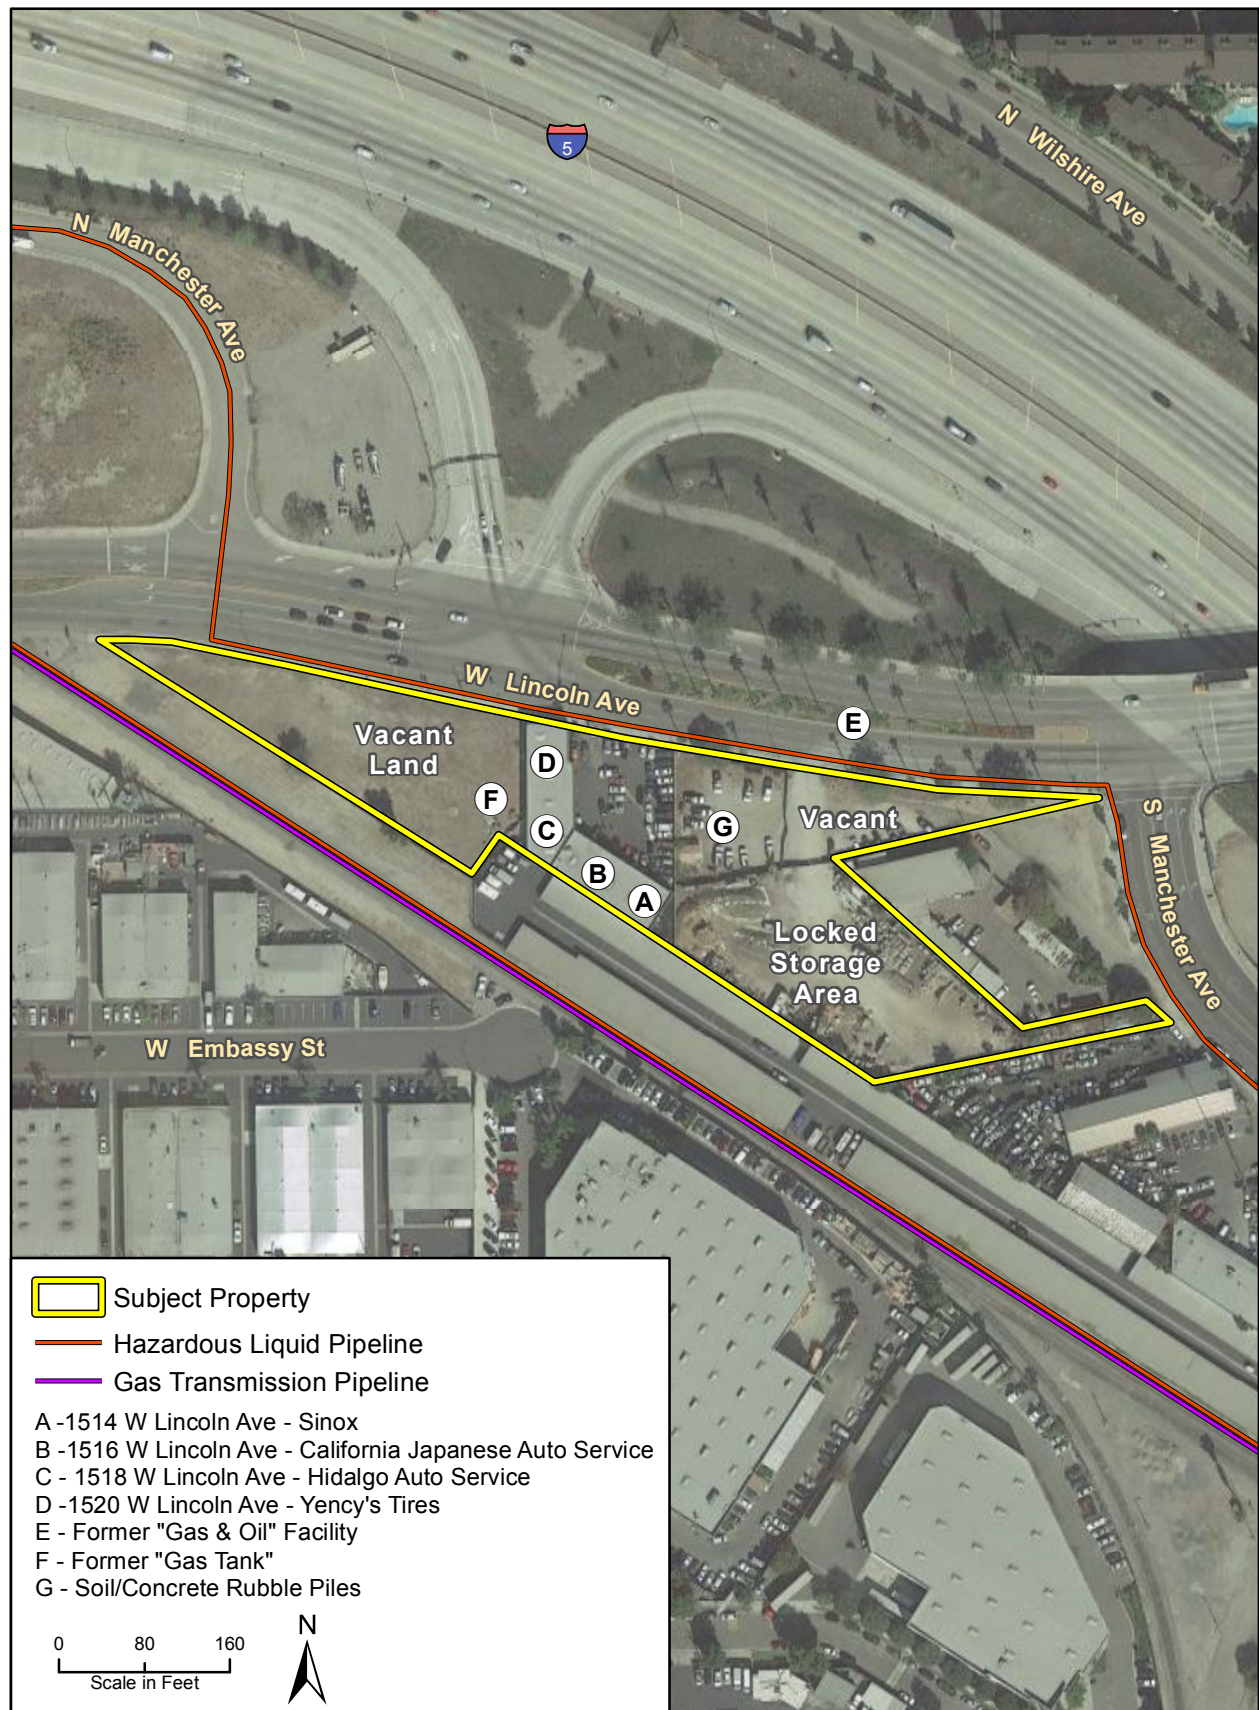 5
N Wilshire Ave
N Manchester Ave
W Lincoln Ave
E
Vacant
Land
D
F
G
Vacant
C
B
A
S Manchester Ave
Locked
Storage
Area
W Embassy St
Subject Property
Hazardous Liquid Pipeline
Gas Transmission Pipeline
A -1514 W Lincoln Ave - Sinox
B -1516 W Lincoln Ave - California Japanese Auto Service
C - 1518 W Lincoln Ave - Hidalgo Auto Service
D -1520 W Lincoln Ave - Yency's Tires
E - Former "Gas & Oil" Facility
F - Former "Gas Tank"
G - Soil/Concrete Rubble Piles
N
0 80 160
Scale in Feet